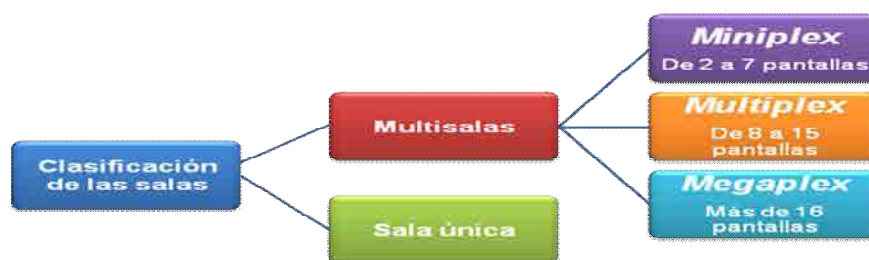 Clasificación
de las salas
Multisalas
Sala única
Miniplex
De 2 a 7 pantallas
Multiplex
De 8 a 15
pantallas
Megaplex
Más de 16
pantallas